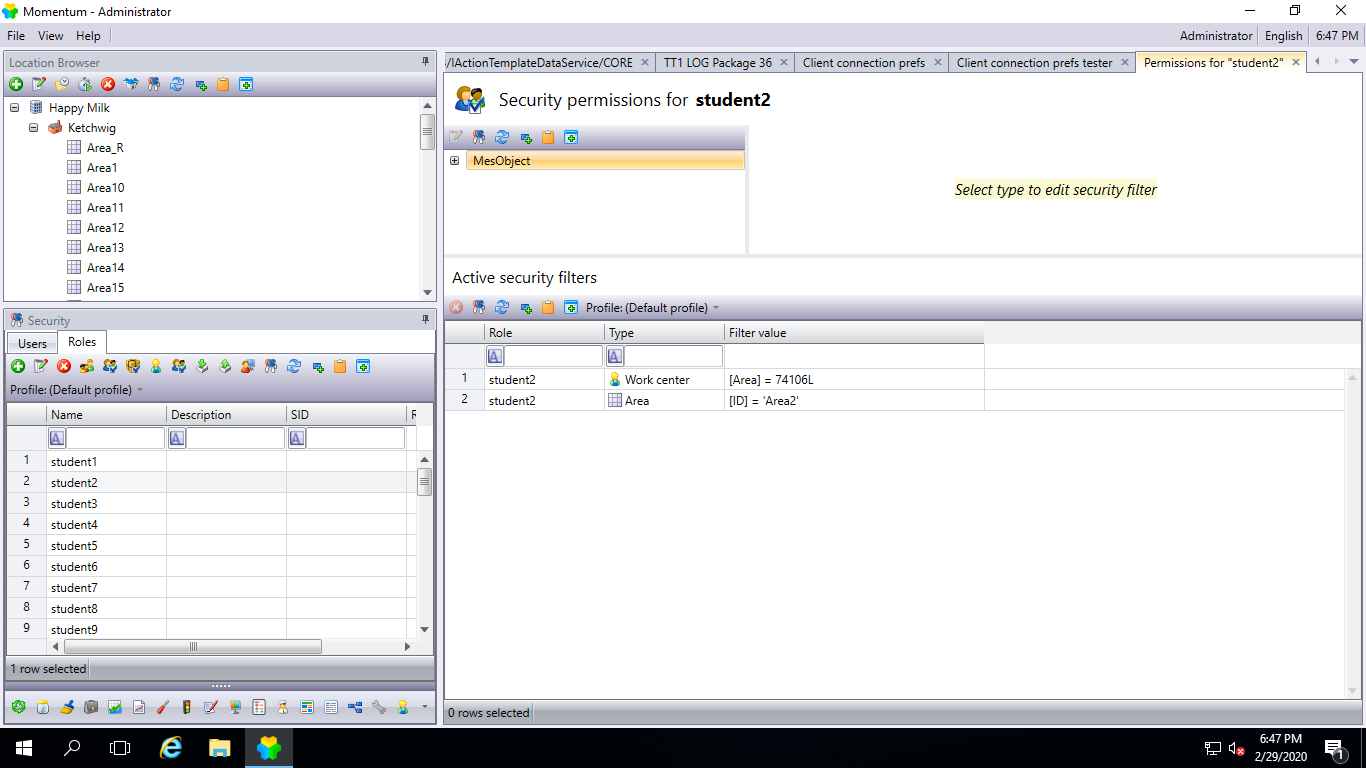 Momentum - Administrator
File View Help
Administrator English 6:47 PM
Location Browser
Happy Milk
Ketchwig
Area_R
Area1
Area10
Area11
Area12
Area13
Area14
Area15
Security
Users Roles
Profile: (Default profile)
Name Description SID R
1 student1
2 student2
3 student3
4 student4
5 student5
6 student6
7 student7
8 student8
9 student9
1 row selected
/IActionTemplateDataService/CORE TT1 LOG Package 36 Client connection prefs Client connection prefs tester Permissions for "student2"
Security permissions for student2
MesObject
Select type to edit security filter
Active security filters
Profile: (Default profile)
Role Type Filter value
1 student2 Work center [Area] = 74106L
2 student2 Area [ID] = 'Area2'
0 rows selected
6:47 PM
2/29/2020
1